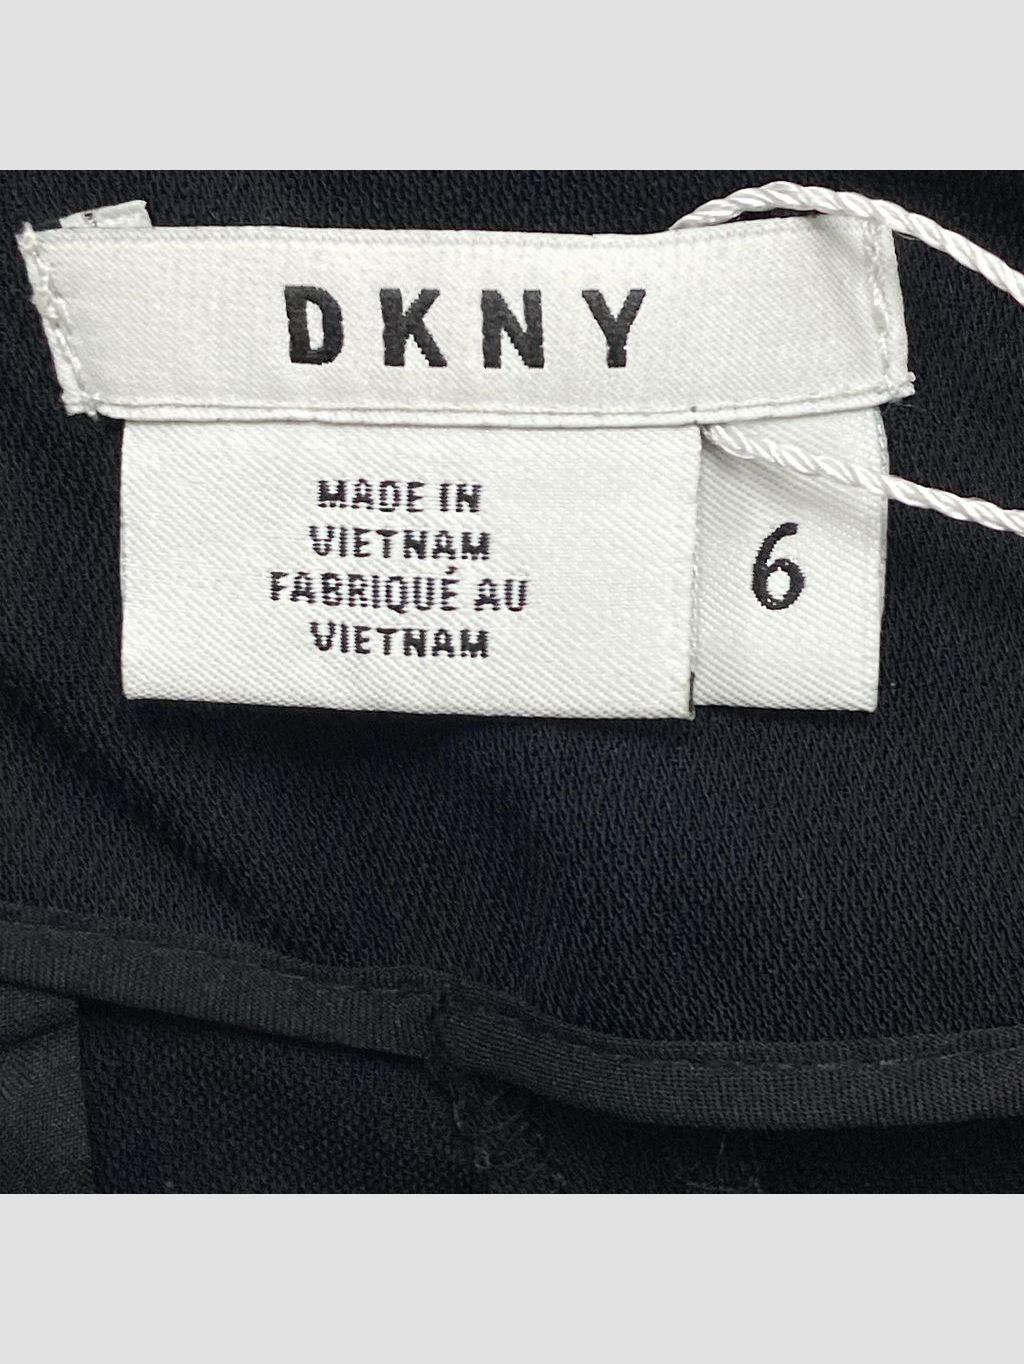 DKNY
MADE IN
VIETNAM
FABRIQUÉ AU
VIETNAM
6